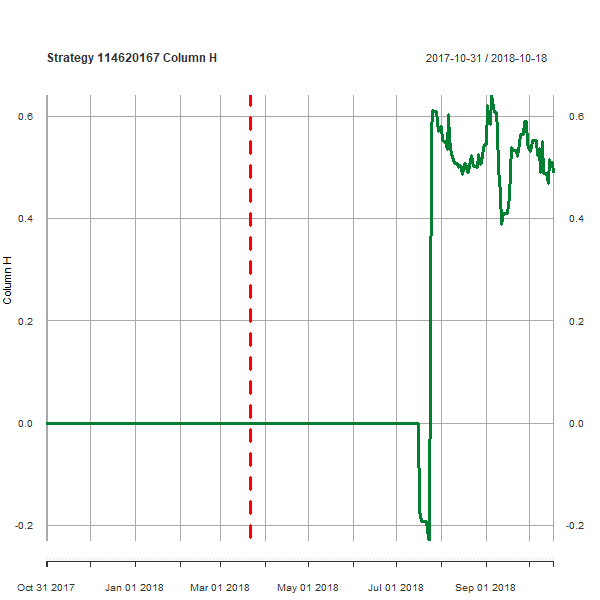 Strategy 114620167 Column H 2017-10-31 / 2018-10-18
0.6 0.6
0.4 0.4
Column H
0.2 0.2
0.0 0.0
-0.2 -0.2
Oct 31 2017 Jan 01 2018 Mar 01 2018 May 01 2018 Jul 01 2018 Sep 01 2018